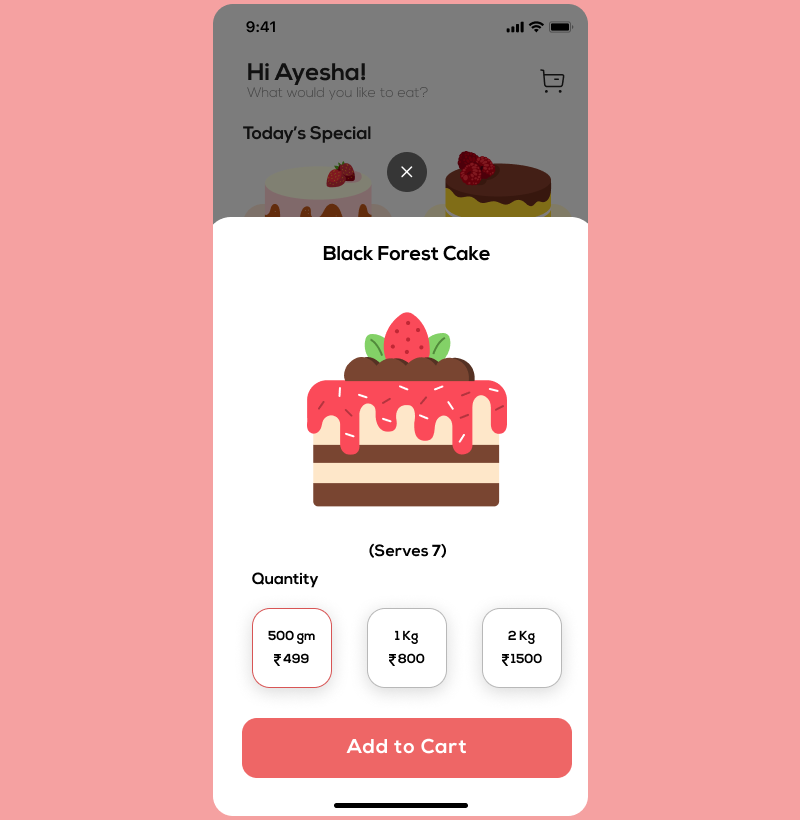 9:41
Hi Ayesha!
What would you like to eat?
Today's Special
Black Forest Cake
(Serves 7)
Quantity
500 gm
₹499
1 Kg
₹800
2 Kg
₹1500
Add to Cart